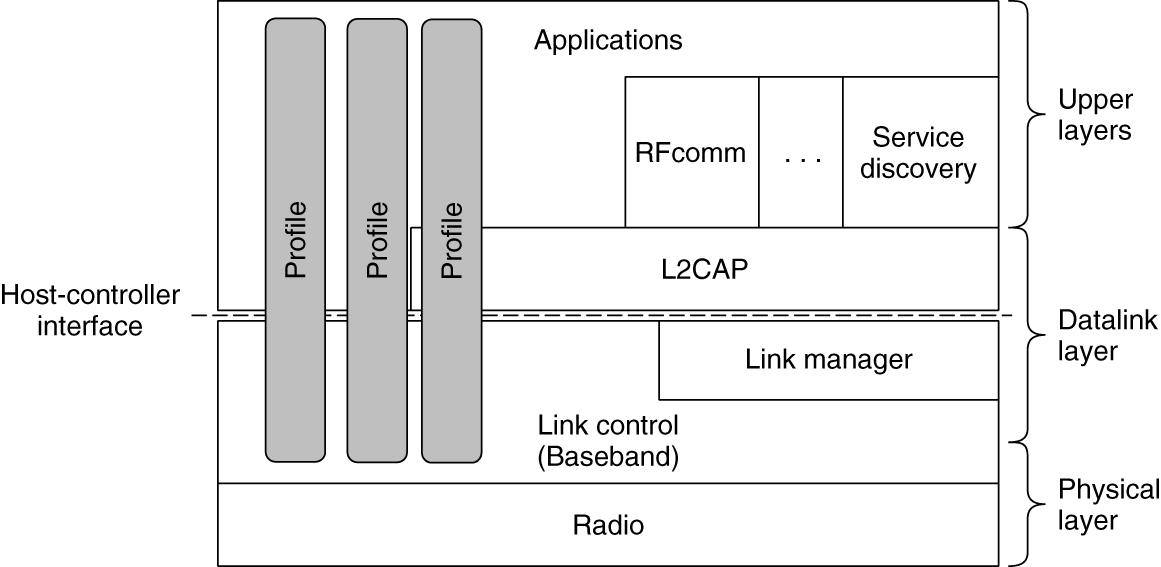 Applications
Upper
layers
RFcomm
. . .
Service
discovery
Profile
Profile
Profile
L2CAP
Host-controller
interface
Datalink
layer
Link manager
Link control
(Baseband)
Physical
layer
Radio